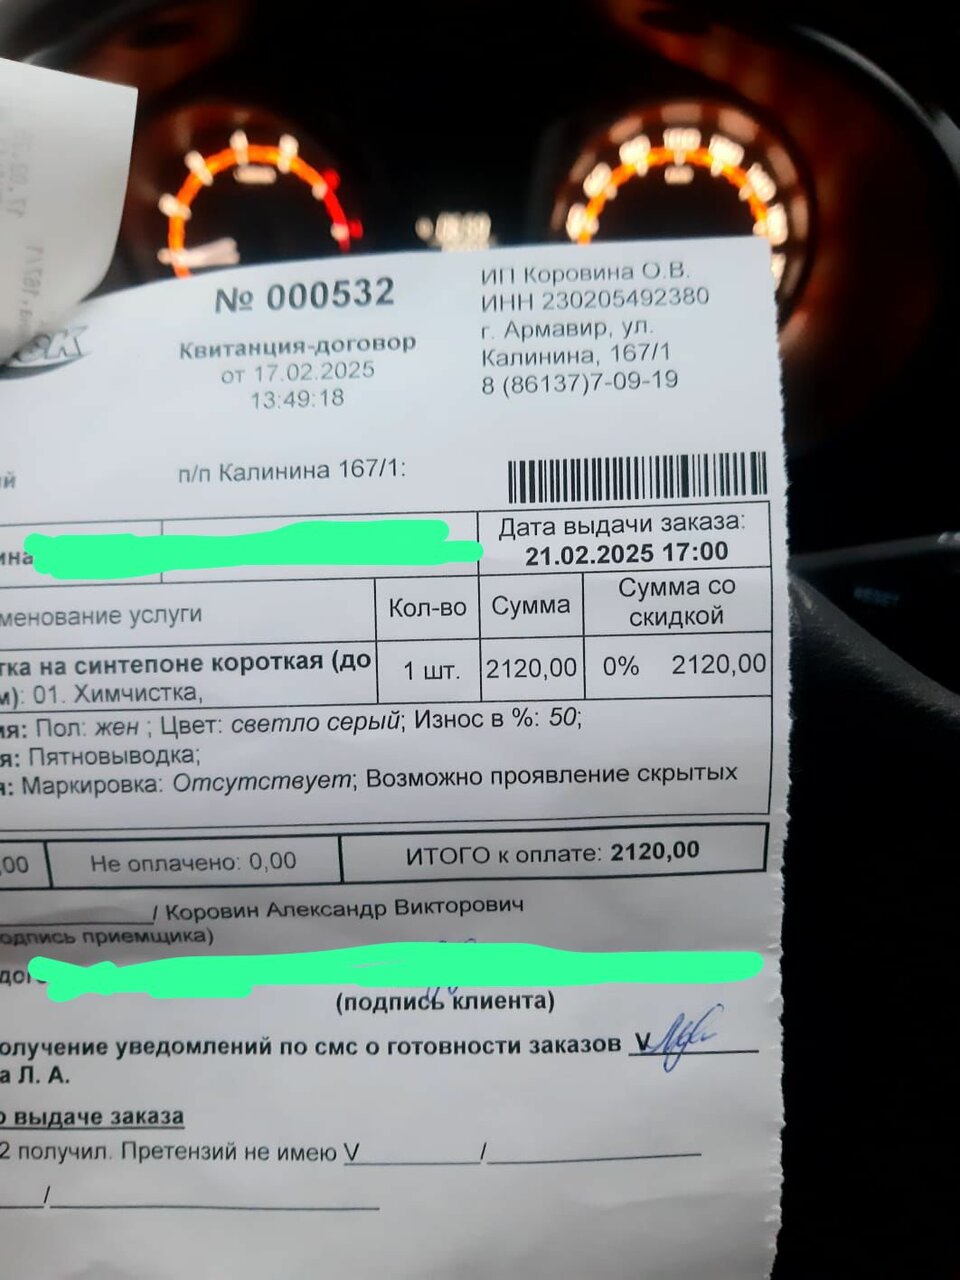 № 000532
Квитанция-договор
от 17.02.2025
13:49:18
ИП Коровина О.В.
ИНН 230205492380
г. Армавир, ул.
Калинина, 167/1
8 (86137)7-09-19
п/п Калинина 167/1:
Дата выдачи заказа:
21.02.2025 17:00
менование услуги
Кол-во
Сумма
Сумма со
скидкой
тка на синтепоне короткая (до
м): 01. Химчистка,
1 шт.
2120,00
0% 2120,00
ия: Пол: жен ; Цвет: светло серый; Износ в %: 50;
я: Пятновыводка;
я: Маркировка: Отсутствует; Возможно проявление скрытых
,00
Не оплачено: 0,00
ИТОГО к оплате: 2120,00
/ Коровин Александр Викторович
одпись приемщика)
(подпись клиента)
олучение уведомлений по смс о готовности заказов V
а Л. А.
о выдаче заказа
2 получил. Претензий не имею V / 
/